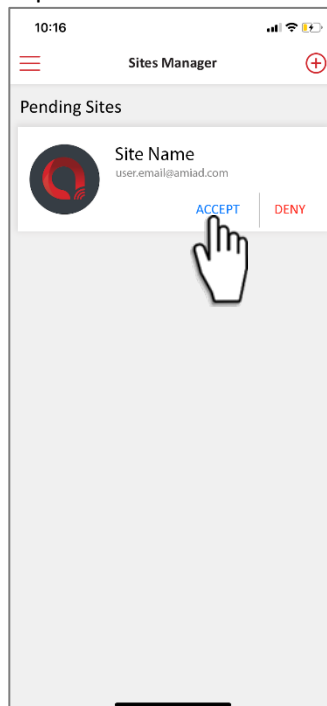 10:16
Sites Manager
Pending Sites
Site Name
user.email@amiad.com
ACCEPT DENY